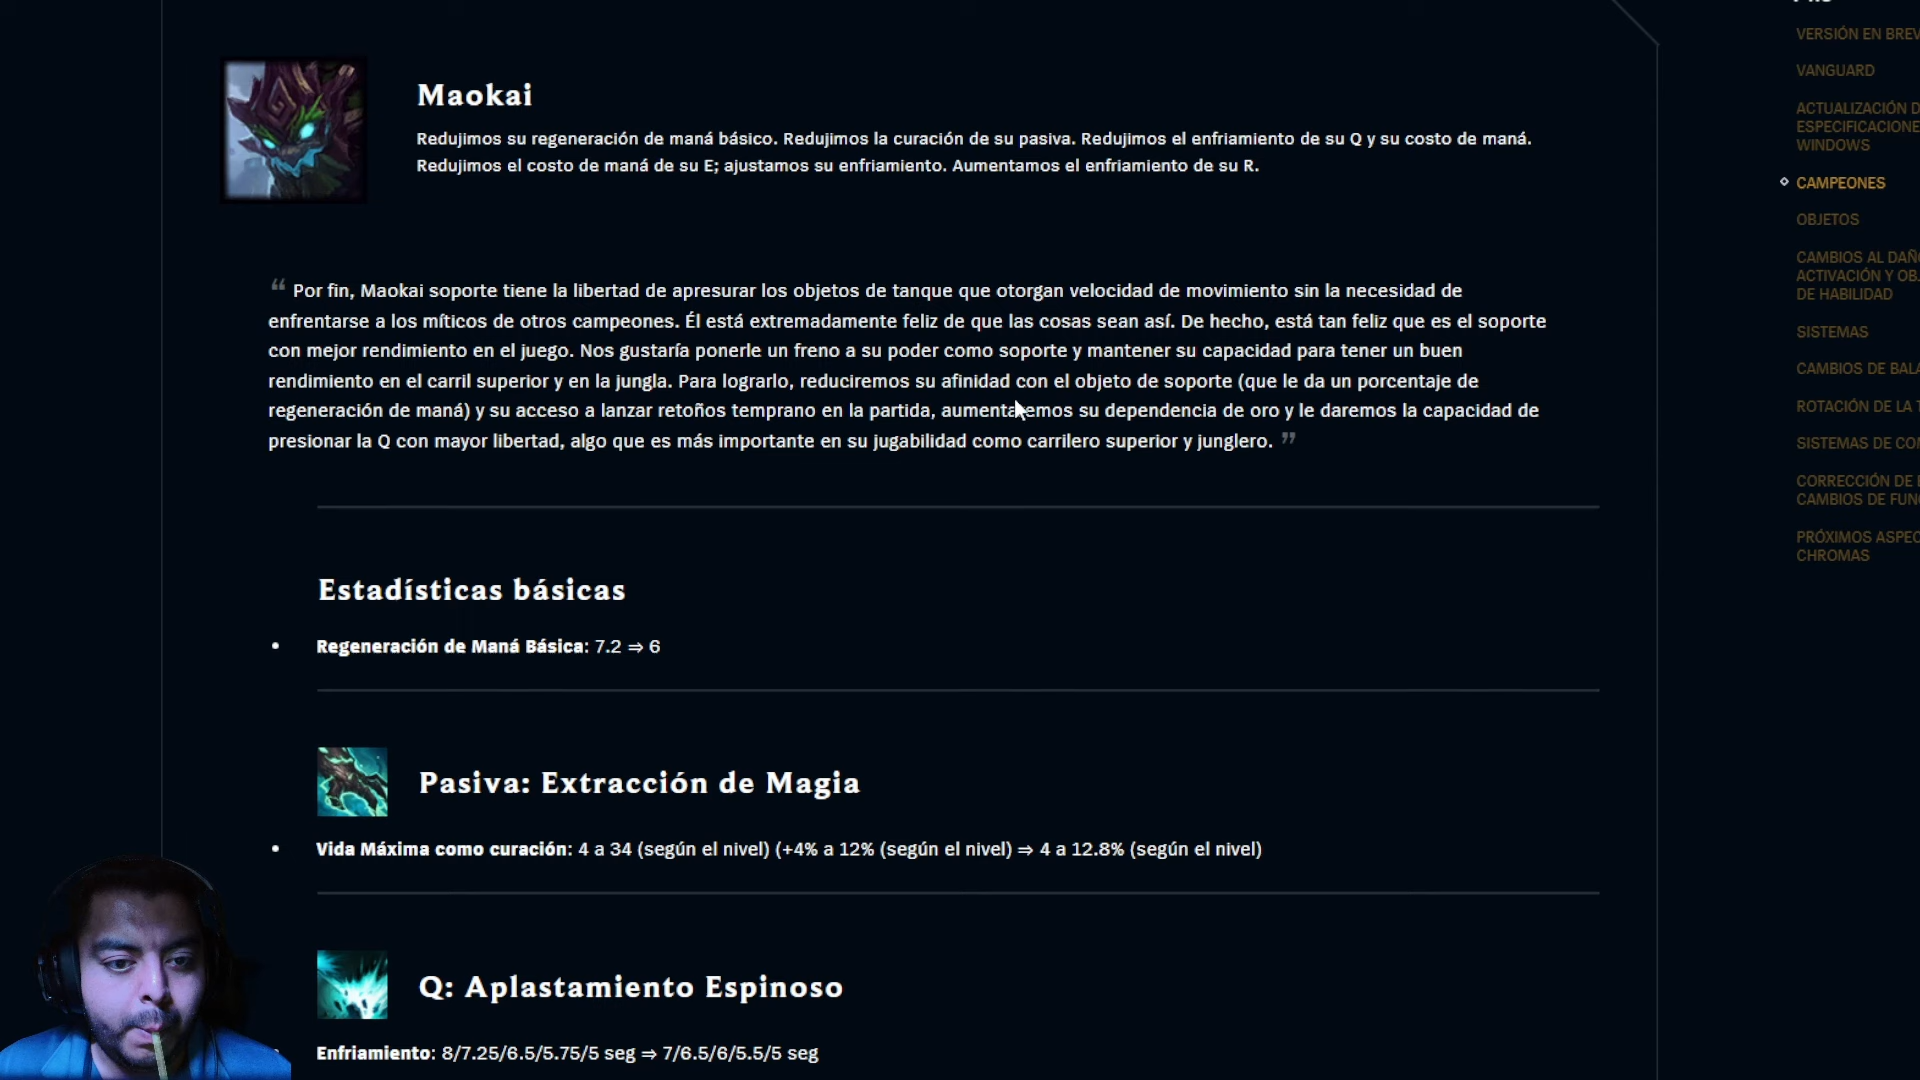 Maokai
Redujimos su regeneración de maná básico. Redujimos la curación de su pasiva. Redujimos el enfriamiento de su Q y su costo de maná.
Redujimos el costo de maná de su E; ajustamos su enfriamiento. Aumentamos el enfriamiento de su R.
“ Por fin, Maokai soporte tiene la libertad de apresurar los objetos de tanque que otorgan velocidad de movimiento sin la necesidad de
enfrentarse a los míticos de otros campeones. Él está extremadamente feliz de que las cosas sean así. De hecho, está tan feliz que es el soporte
con mejor rendimiento en el juego. Nos gustaría ponerle un freno a su poder como soporte y mantener su capacidad para tener un buen
rendimiento en el carril superior y en la jungla. Para lograrlo, reduciremos su afinidad con el objeto de soporte (que le da un porcentaje de
regeneración de maná) y su acceso a lanzar retoños temprano en la partida, aumentaremos su dependencia de oro y le daremos la capacidad de
presionar la Q con mayor libertad, algo que es más importante en su jugabilidad como carrilero superior y junglero. ”
Estadísticas básicas
• Regeneración de Maná Básica: 7.2 ⇒ 6
Pasiva: Extracción de Magia
• Vida Máxima como curación: 4 a 34 (según el nivel) (+4% a 12% (según el nivel) ⇒ 4 a 12.8% (según el nivel)
Q: Aplastamiento Espinoso
Enfriamiento: 8/7.25/6.5/5.75/5 seg ⇒ 7/6.5/6/5.5/5 seg
VERSIÓN EN BREV
VANGUARD
ACTUALIZACIÓN D
ESPECIFICACIONE
WINDOWS
CAMPEONES
OBJETOS
CAMBIOS AL DAÑ
ACTIVACIÓN Y OB
DE HABILIDAD
SISTEMAS
CAMBIOS DE BALA
ROTACIÓN DE LA T
SISTEMAS DE CO
CORRECCIÓN DE
CAMBIOS DE FUN
PRÓXIMOS ASPEC
CHROMAS